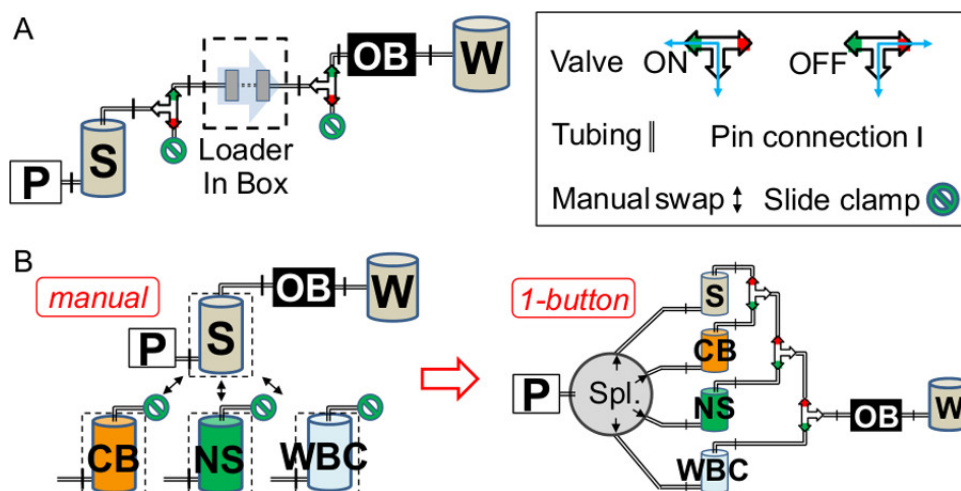 A
P
S
Loader
In Box
OB
W
Valve ON OFF
Tubing Pin connection
Manual swap Slide clamp
B
manual
P
S
OB
W
CB
NS
WBC
1-button
P
Spl.
S
CB
NS
WBC
OB
W